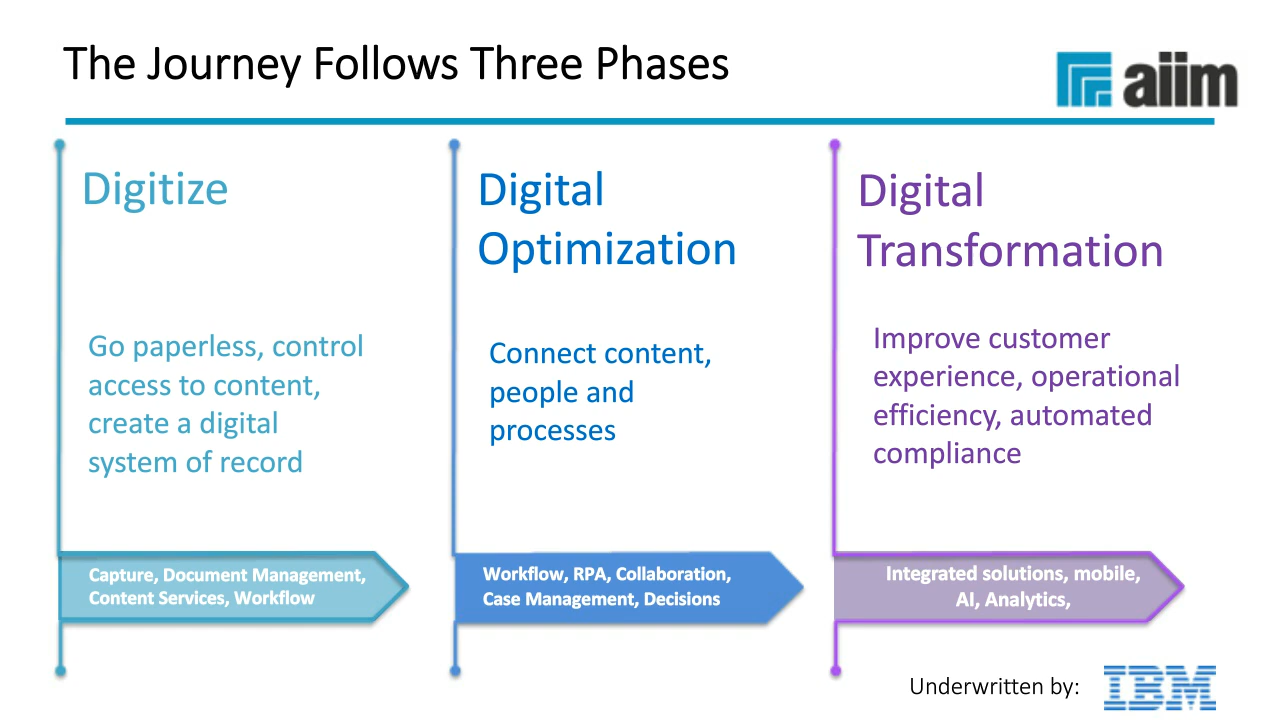 The Journey Follows Three Phases
aiim
Digitize
Go paperless, control
access to content,
create a digital
system of record
Capture, Document Management,
Content Services, Workflow
Digital
Optimization
Connect content,
people and
processes
Workflow, RPA, Collaboration,
Case Management, Decisions
Digital
Transformation
Improve customer
experience, operational
efficiency, automated
compliance
Integrated solutions, mobile,
AI, Analytics,
Underwritten by:
IBM